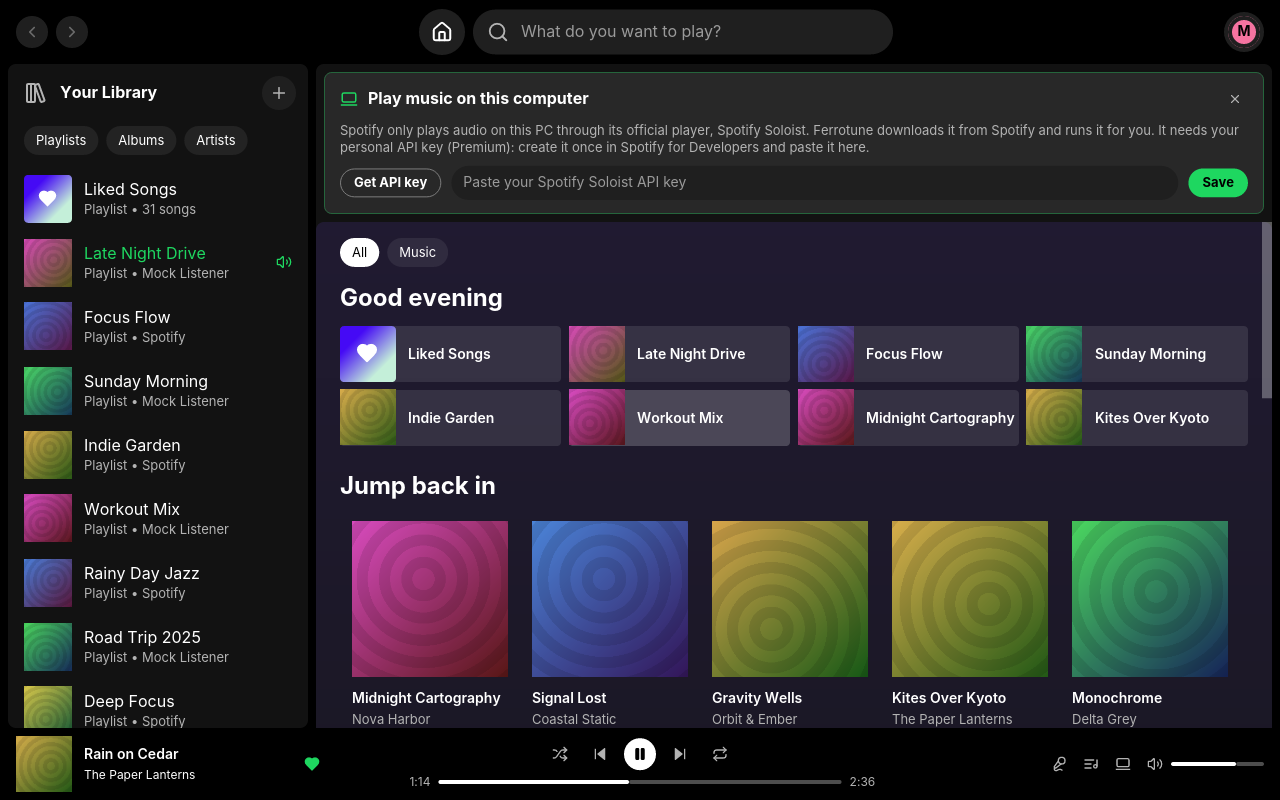 What do you want to play?
M
Your Library
Playlists
Albums
Artists
Liked Songs
Playlist • 31 songs
Late Night Drive
Playlist • Mock Listener
Focus Flow
Playlist • Spotify
Sunday Morning
Playlist • Mock Listener
Indie Garden
Playlist • Spotify
Workout Mix
Playlist • Mock Listener
Rainy Day Jazz
Playlist • Spotify
Road Trip 2025
Playlist • Mock Listener
Deep Focus
Playlist • Spotify
Play music on this computer
Spotify only plays audio on this PC through its official player, Spotify Soloist. Ferrotune downloads it from Spotify and runs it for you. It needs your
personal API key (Premium): create it once in Spotify for Developers and paste it here.
Get API key
Paste your Spotify Soloist API key
Save
All
Music
Good evening
Liked Songs
Late Night Drive
Focus Flow
Sunday Morning
Indie Garden
Workout Mix
Midnight Cartography
Kites Over Kyoto
Jump back in
Midnight Cartography
Nova Harbor
Signal Lost
Coastal Static
Gravity Wells
Orbit & Ember
Kites Over Kyoto
The Paper Lanterns
Monochrome
Delta Grey
Rain on Cedar
The Paper Lanterns
1:14
2:36